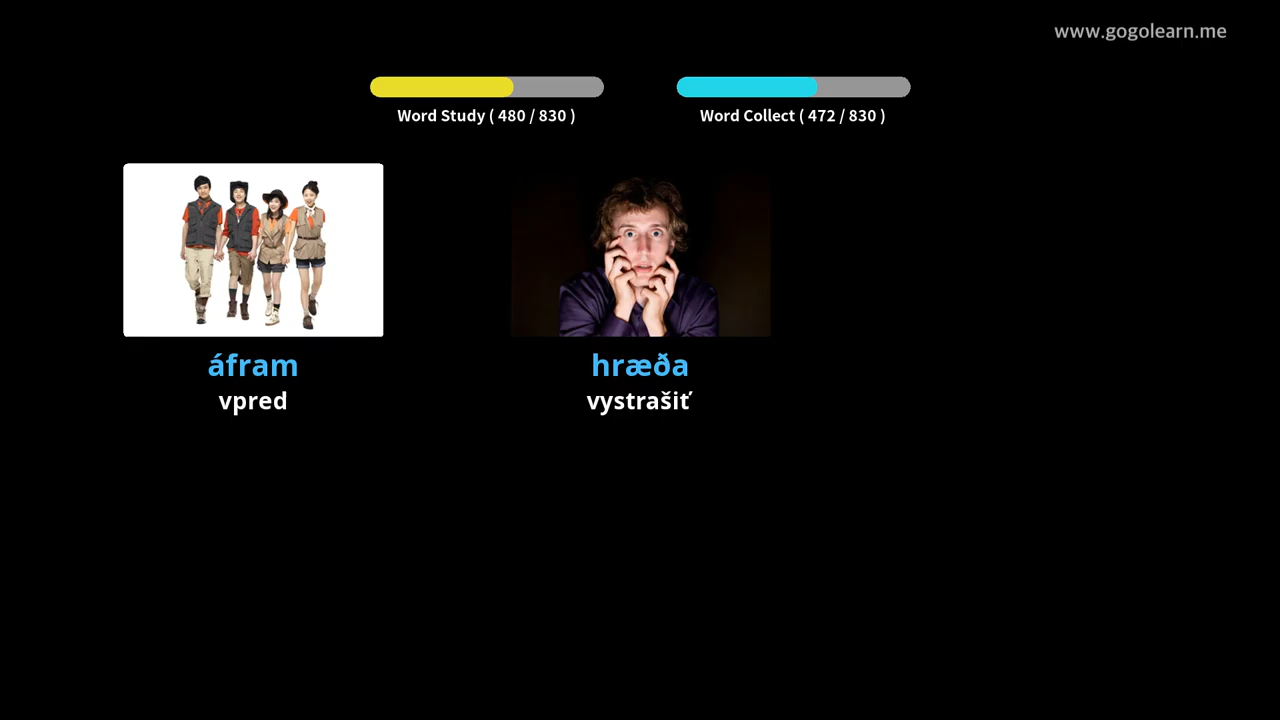 www.gogolearn.me
Word Study ( 480 / 830 )
Word Collect ( 472 / 830 )
áfram
vpred
hræða
vystrašiť